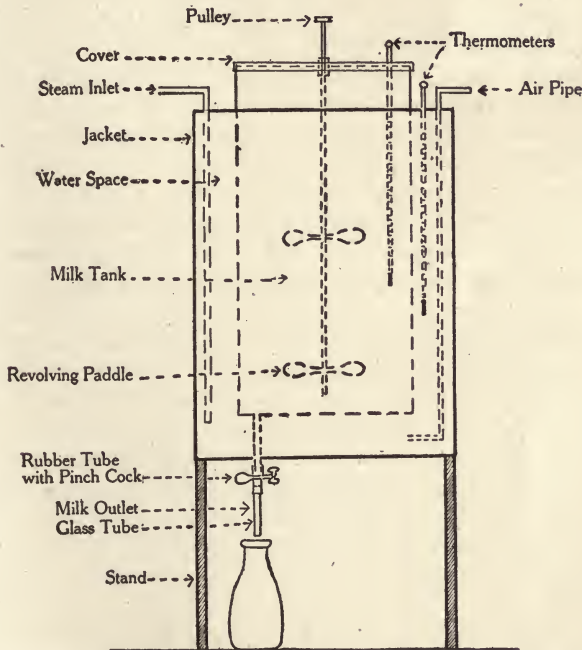 Pulley
Cover
Thermometers
Steam Inlet
Air Pipe
Jacket
Water Space
Milk Tank
Revolving Paddle
Rubber Tube
with Pinch Cock
Milk Outlet
Glass Tube
Stand